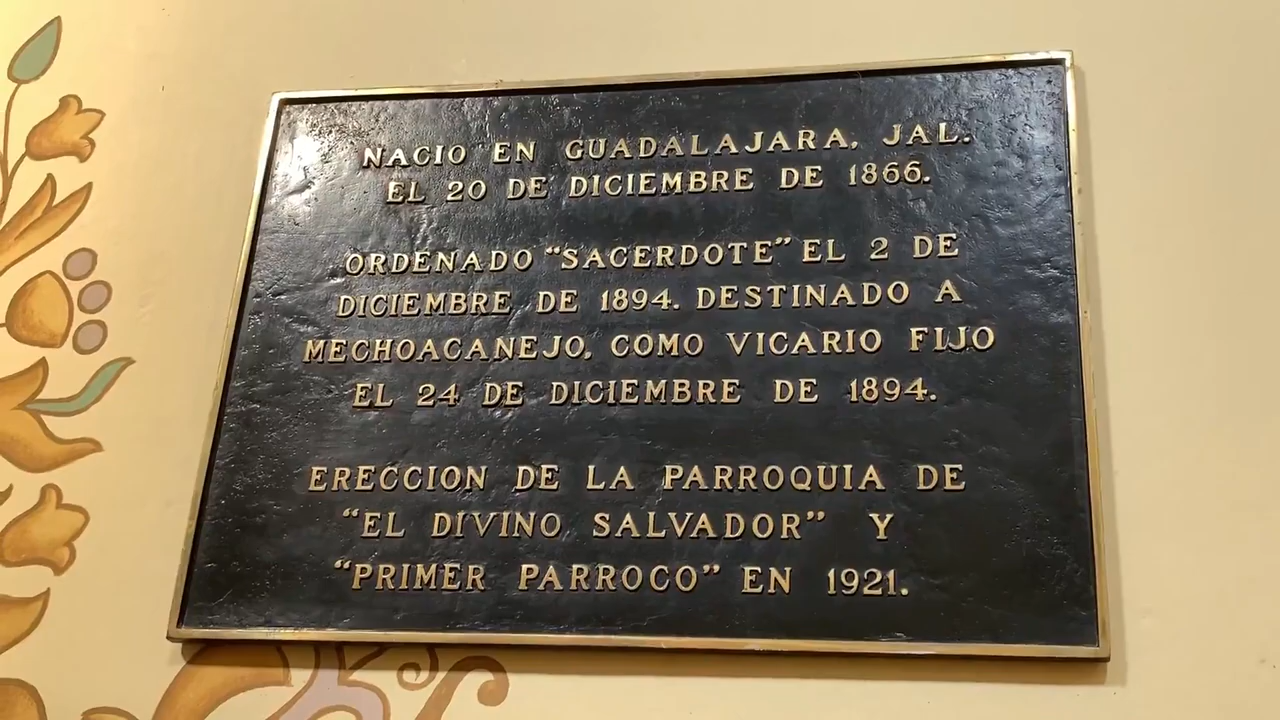 NACIO EN GUADALAJARA, JAL.
EL 20 DE DICIEMBRE DE 1866.
ORDENADO “SACERDOTE” EL 2 DE
DICIEMBRE DE 1894. DESTINADO A
MECHOACANEJO, COMO VICARIO FIJO
EL 24 DE DICIEMBRE DE 1894.
ERECCION DE LA PARROQUIA DE
“EL DIVINO SALVADOR” Y
“PRIMER PARROCO” EN 1921.